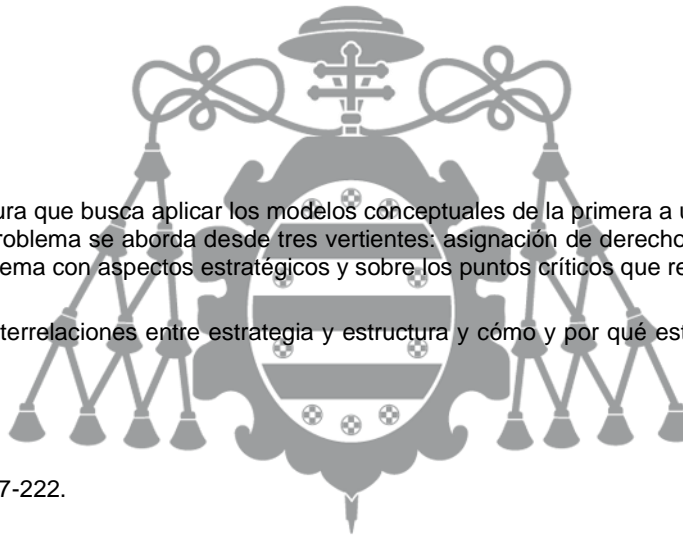 ura que busca aplicar los modelos conceptuales de la primera a u
roblema se aborda desde tres vertientes: asignación de derecho
ema con aspectos estratégicos y sobre los puntos críticos que re
terrelaciones entre estrategia y estructura y cómo y por qué est
7-222.